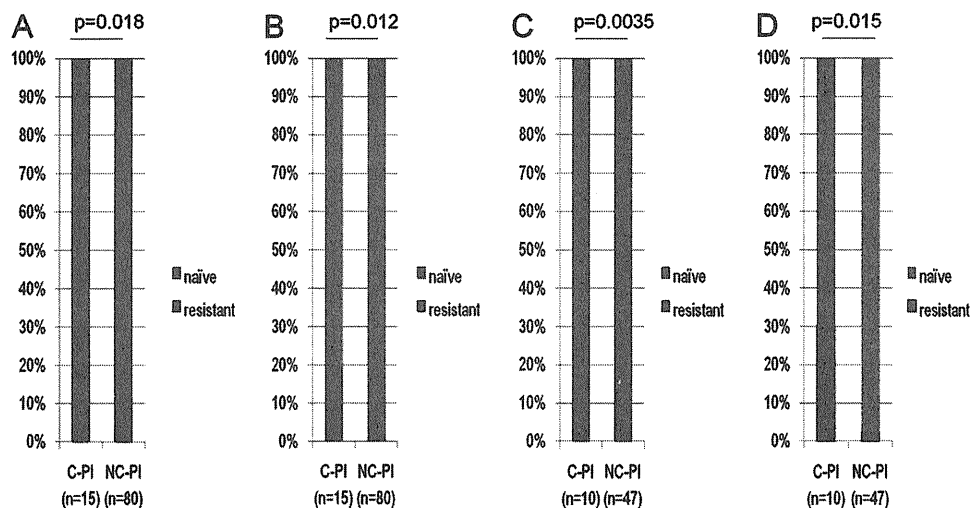 A p=0.018
B p=0.012
C p=0.0035
D p=0.015
100%
90%
80%
70%
60%
50%
40%
30%
20%
10%
0%
naïve
resistant
C-PI NC-PI
(n=15) (n=80)
100%
90%
80%
70%
60%
50%
40%
30%
20%
10%
0%
naïve
resistant
C-PI NC-PI
(n=15) (n=80)
100%
90%
80%
70%
60%
50%
40%
30%
20%
10%
0%
naïve
resistant
C-PI NC-PI
(n=10) (n=47)
100%
90%
80%
70%
60%
50%
40%
30%
20%
10%
0%
naïve
resistant
C-PI NC-PI
(n=10) (n=47)